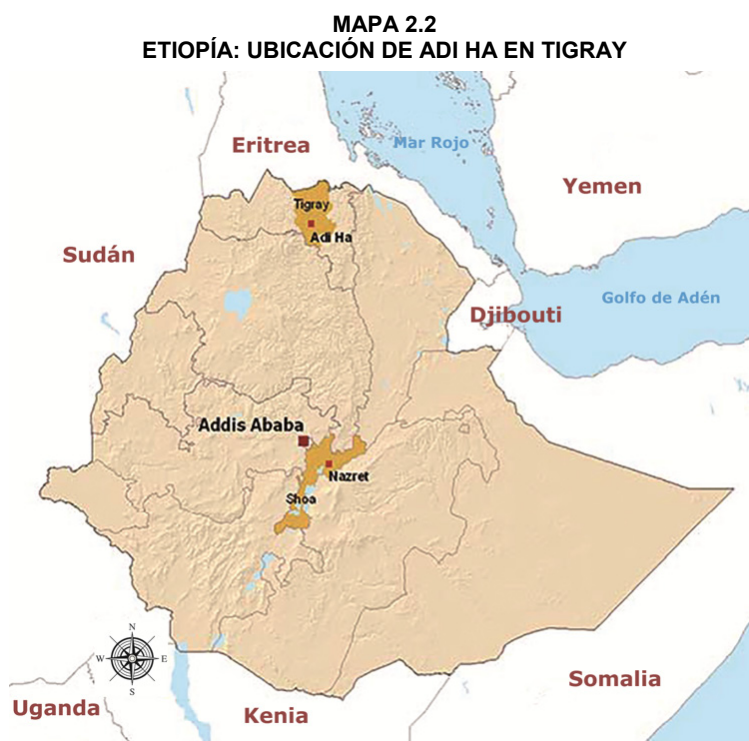 MAPA 2.2
ETIOPÍA: UBICACIÓN DE ADI HA EN TIGRAY
Eritrea
Mar Rojo
Yemen
Tigray
Adi Ha
Sudán
Golfo de Adén
Djibouti
Addis Ababa
Nazret
Shoa
N
W
E
S
Somalia
Uganda
Kenia